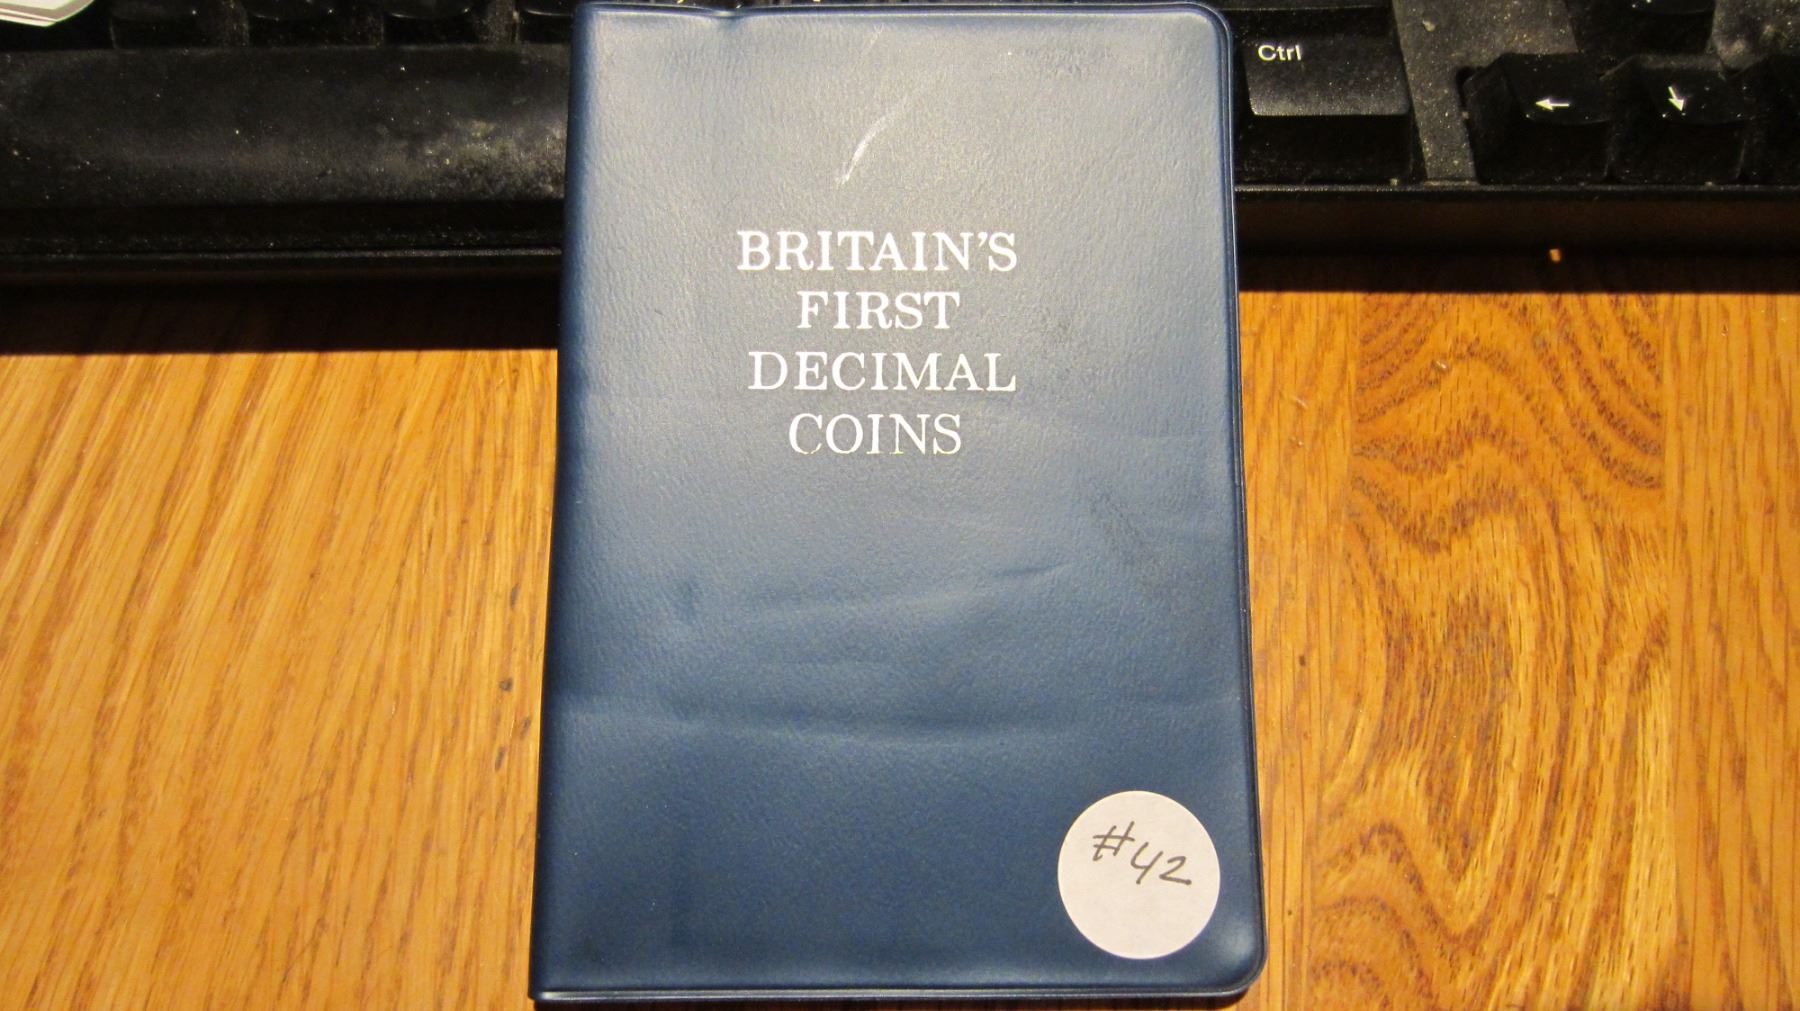 Ctrl
←
↓
BRITAIN'S
FIRST
DECIMAL
COINS
#42